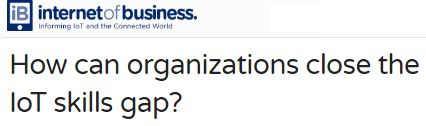 iB internetofbusiness.
Informing IoT and the Connected World
How can organizations close the
IoT skills gap?